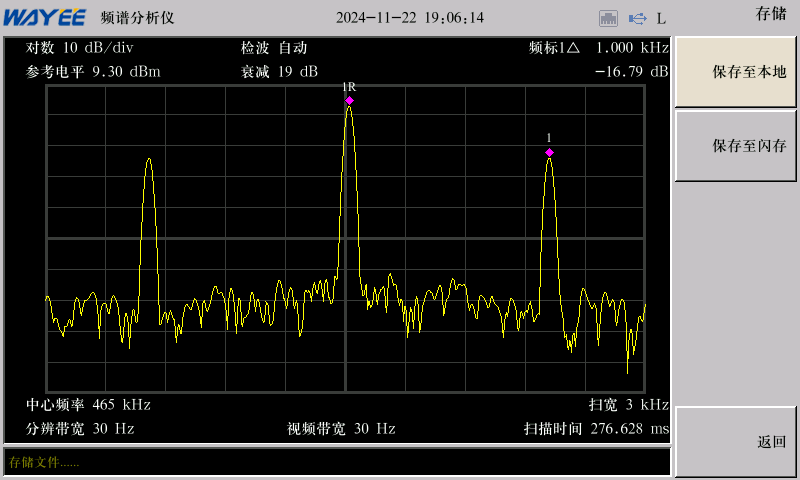 WAYEE 频谱分析仪 2024-11-22 19:06:14 L 存储
对数 10 dB/div 检波 自动 频标1△ 1.000 kHz
参考电平 9.30 dBm 衰减 19 dB -16.79 dB
保存至本地
1R
1
保存至闪存
中心频率 465 kHz 扫宽 3 kHz
分辨带宽 30 Hz 视频带宽 30 Hz 扫描时间 276.628 ms
返回
存储文件......